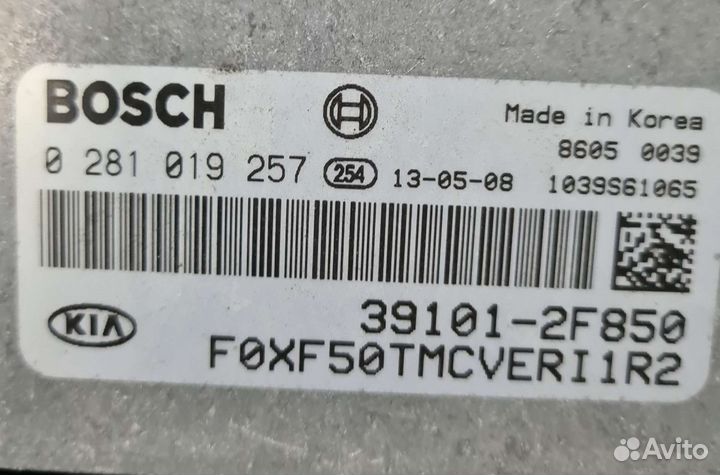 BOSCH
Made in Korea
8605 0039
0 281 019 257 254 13-05-08 1039S61065
KIA
39101-2F850
F0XF50TMCVERI1R2
Avito